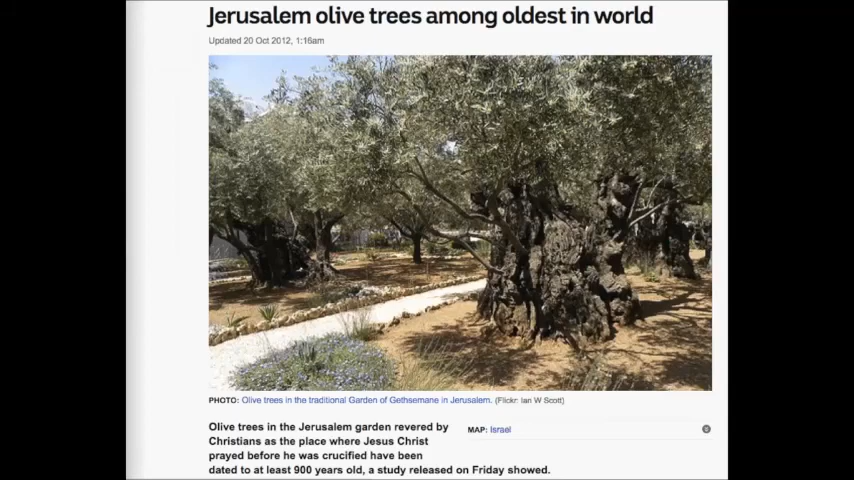 Jerusalem olive trees among oldest in world
Updated 20 Oct 2012, 1:16am
PHOTO: Olive trees in the traditional Garden of Gethsemane in Jerusalem. (Flickr: Ian W Scott)
Olive trees in the Jerusalem garden revered by
Christians as the place where Jesus Christ
prayed before he was crucified have been
dated to at least 900 years old, a study released on Friday showed.
MAP: Israel